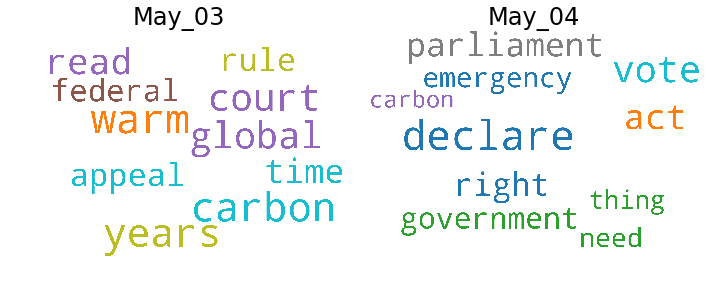 May_03
read
rule
federal
court
warm
global
appeal
time
carbon
years
May_04
parliament
vote
emergency
carbon
act
declare
right
thing
government
need